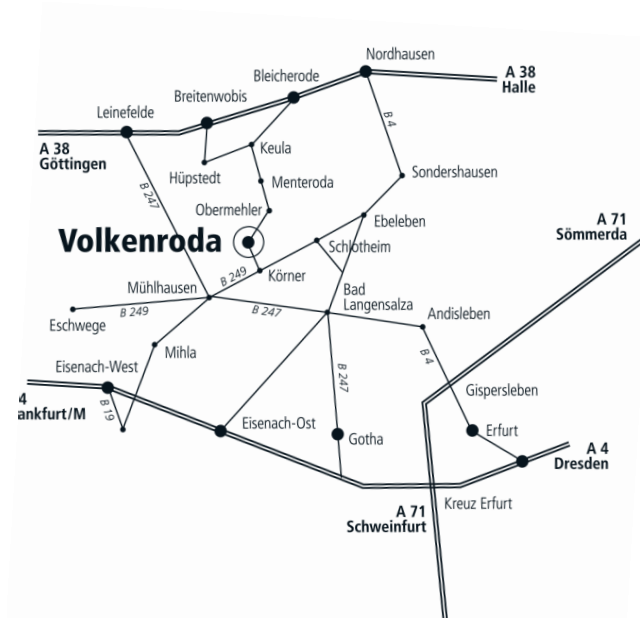 Nordhausen
Bleicherode
A 38
Halle
Breitenwobis
Leinefelde
B 4
A 38
Göttingen
Keula
Hüpstedt
Menteroda
Sondershausen
B 247
Obermehler
A 71
Sömmerda
Ebeleben
Volkenroda
Schlotheim
B 249
Körner
Mühlhausen
Bad
Langensalza
B 249
B 247
Andisleben
Eschwege
Mihla
B 4
Eisenach-West
B 247
4
ankfurt/M
B 19
Gispersleben
Eisenach-Ost
Gotha
Erfurt
A 4
Dresden
Kreuz Erfurt
A 71
Schweinfurt